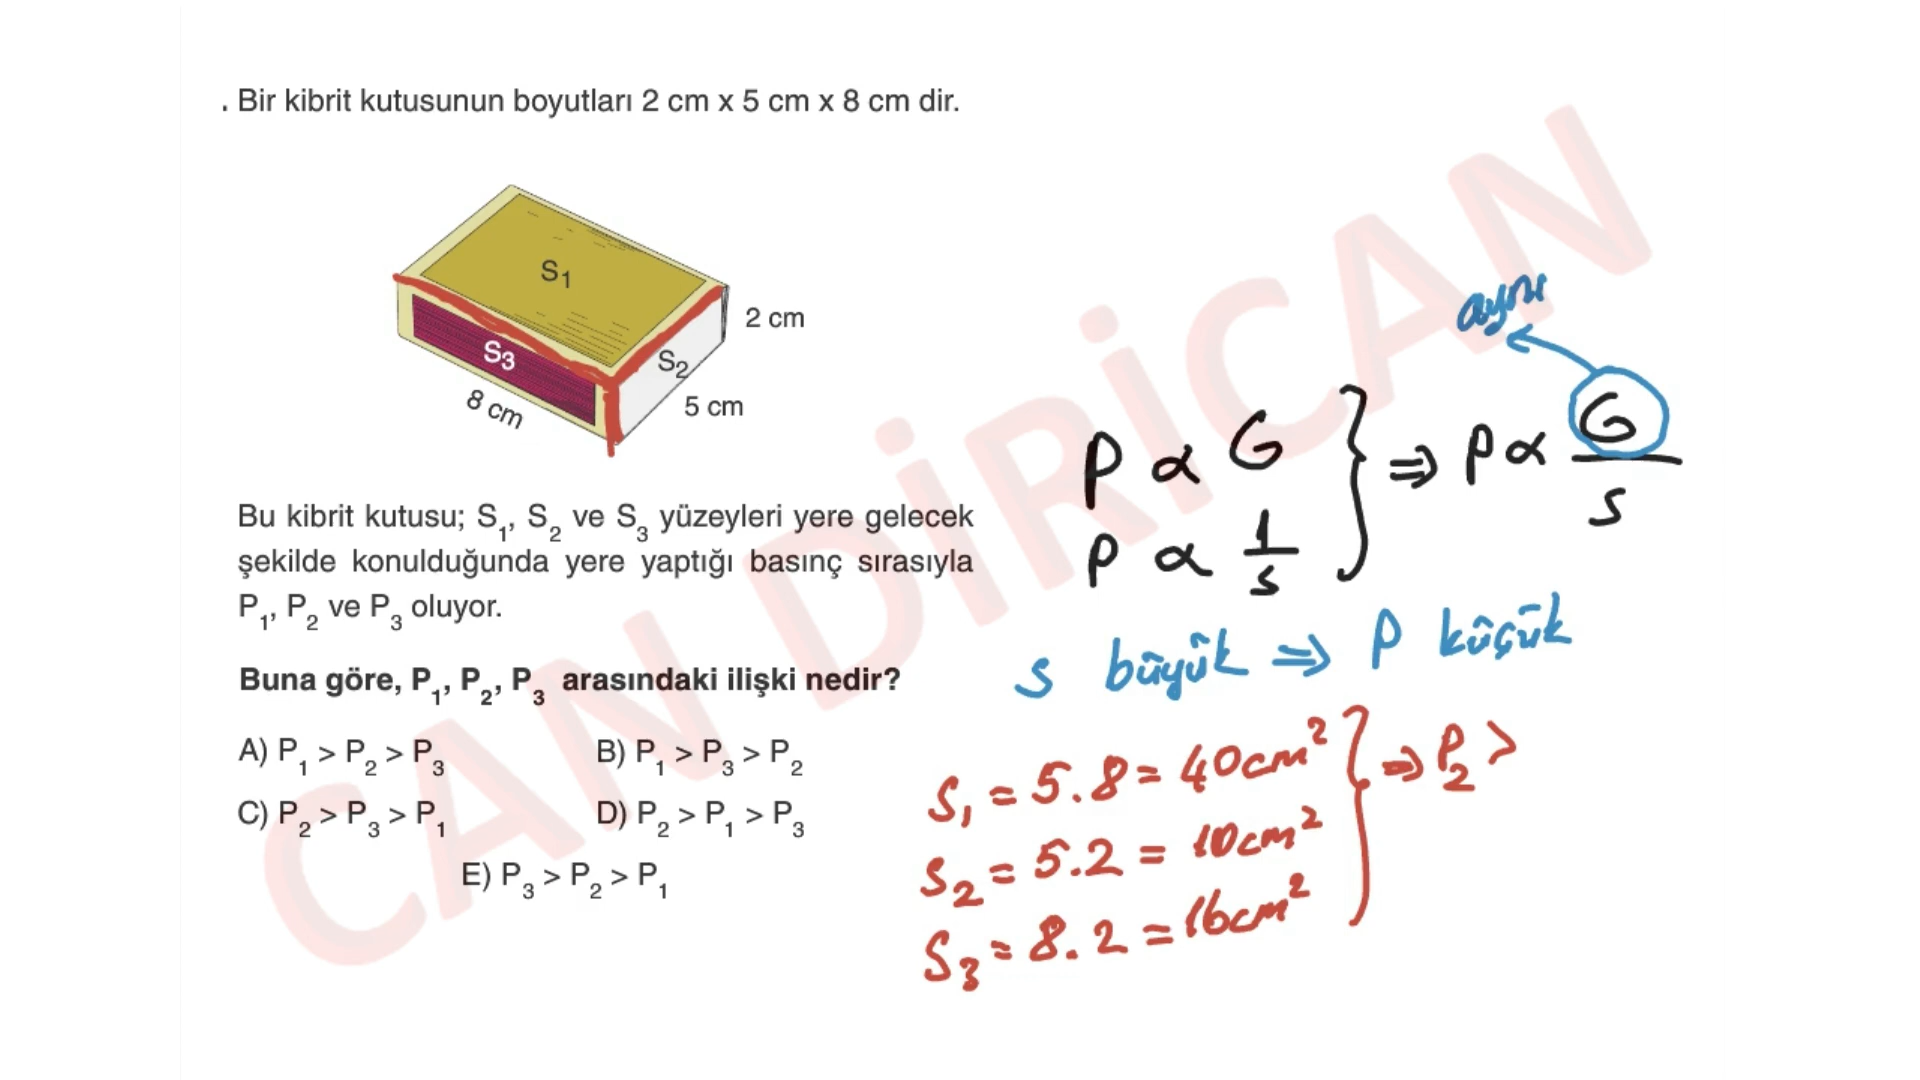 . Bir kibrit kutusunun boyutları 2 cm x 5 cm x 8 cm dir.
S1
S3
S2
2 cm
5 cm
8 cm
Bu kibrit kutusu; S1, S2 ve S3 yüzeyleri yere gelecek
şekilde konulduğunda yere yaptığı basınç sırasıyla
P1, P2 ve P3 oluyor.
Buna göre, P1, P2, P3 arasındaki ilişki nedir?
A) P1 > P2 > P3
B) P1 > P3 > P2
C) P2 > P3 > P1
D) P2 > P1 > P3
E) P3 > P2 > P1
aynı
P α G
P α 1/s
} ⇒ P α G/s
s büyük ⇒ P küçük
S1 = 5.8 = 40cm²
S2 = 5.2 = 10cm²
S3 = 8.2 = 16cm²
} ⇒ P2 >
CAN DİRİCAN